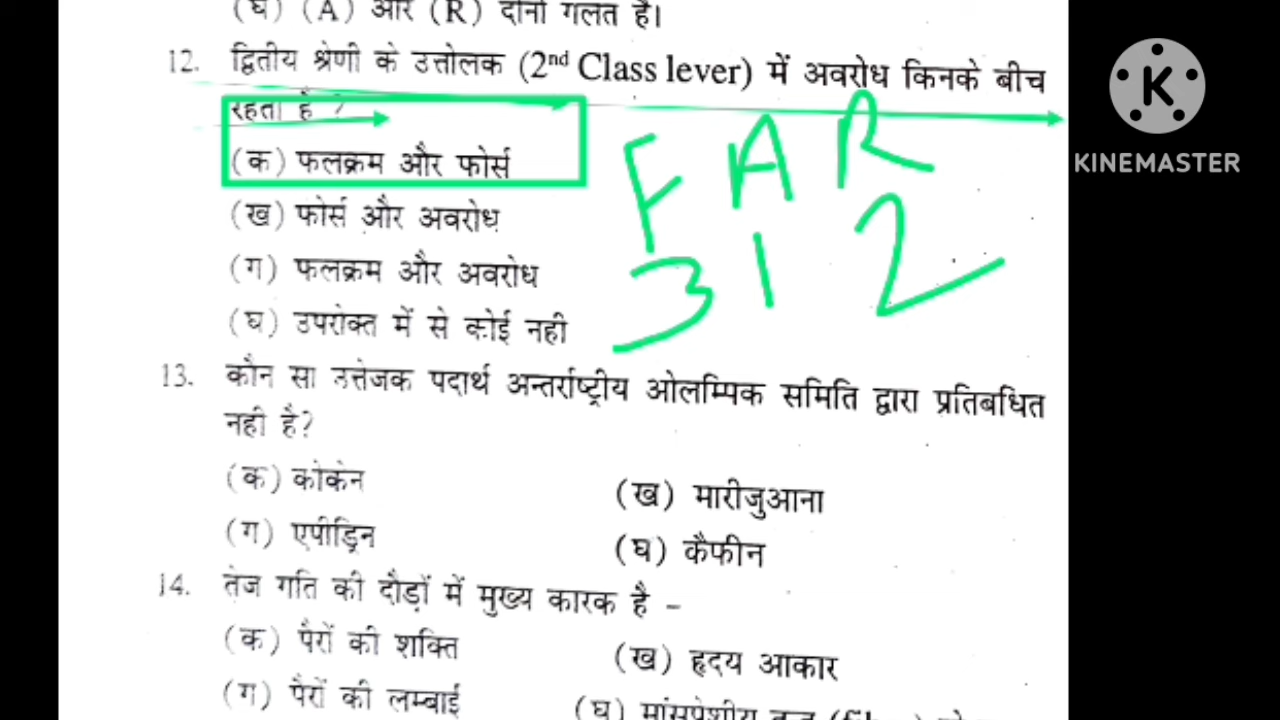 (घ) (A) और (R) दोनों गलत हैं।
12. द्वितीय श्रेणी के उत्तोलक (2nd Class lever) में अवरोध किनके बीच
रहता है ?
(क) फलक्रम और फोर्स
(ख) फोर्स और अवरोध
(ग) फलक्रम और अवरोध
(घ) उपरोक्त में से कोई नही
F A R
3 1 2
K
KINEMASTER
13. कौन सा उत्तेजक पदार्थ अन्तर्राष्ट्रीय ओलम्पिक समिति द्वारा प्रतिबधित
नही है?
(क) कोकेन (ख) मारीजुआना
(ग) एपीड्रिन (घ) कैफीन
14. तेज गति की दौड़ों में मुख्य कारक है -
(क) पैरों की शक्ति (ख) हृदय आकार
(ग) पैरों की लम्बाई (घ) मांसपेशीय